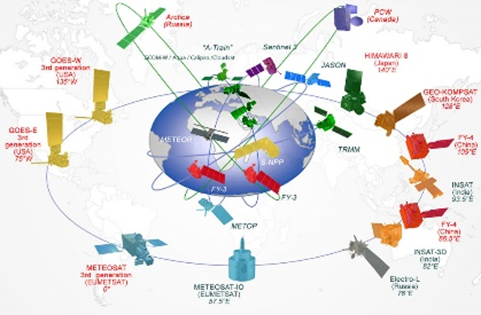 Arctica
(Russia)
PCW
(Canada)
GOES-W
3rd generation
(USA)
135°W
"A-Train"
GCOM-W / Aqua / Calipso /Cloudsat
Sentinel 3
JASON
HIMAWARI 8
(Japan)
140°E
GEO-KOMPSAT
(South Korea)
128°E
GOES-E
3rd
generation
(USA)
75°W
METEOR
S-NPP
TRMM
FY-4
(China)
105°E
INSAT
(India)
93.5°E
FY-3
FY-3
METOP
FY-4
(China)
86.5°E
INSAT-3D
(India)
82°E
METEOSAT
3rd generation
(EUMETSAT)
0°
METEOSAT-IO
(EUMETSAT)
57.5°E
Electro-L
(Russia)
76°E